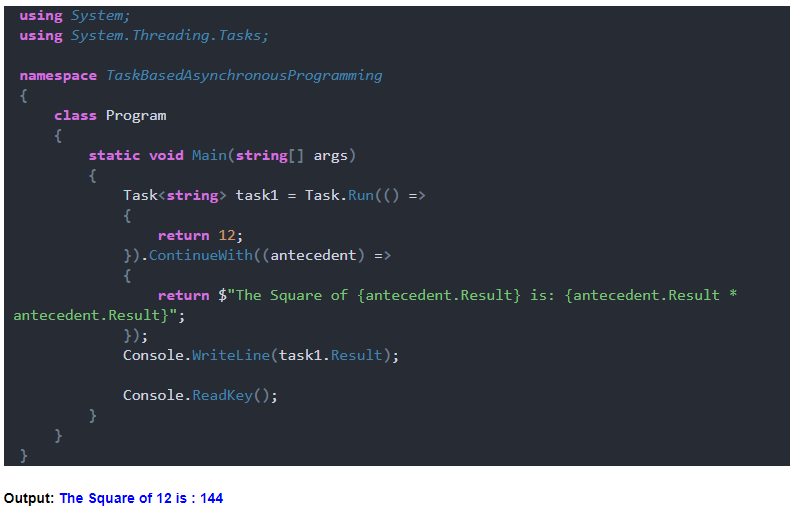 using System;
using System.Threading.Tasks;
namespace TaskBasedAsynchronousProgramming
{
class Program
{
static void Main(string[] args)
{
Task<string> task1 = Task.Run(() =>
{
return 12;
}).ContinueWith((antecedent) =>
{
return $"The Square of {antecedent.Result} is: {antecedent.Result *
antecedent.Result}";
});
Console.WriteLine(task1.Result);
Console.ReadKey();
}
}
}
Output: The Square of 12 is : 144